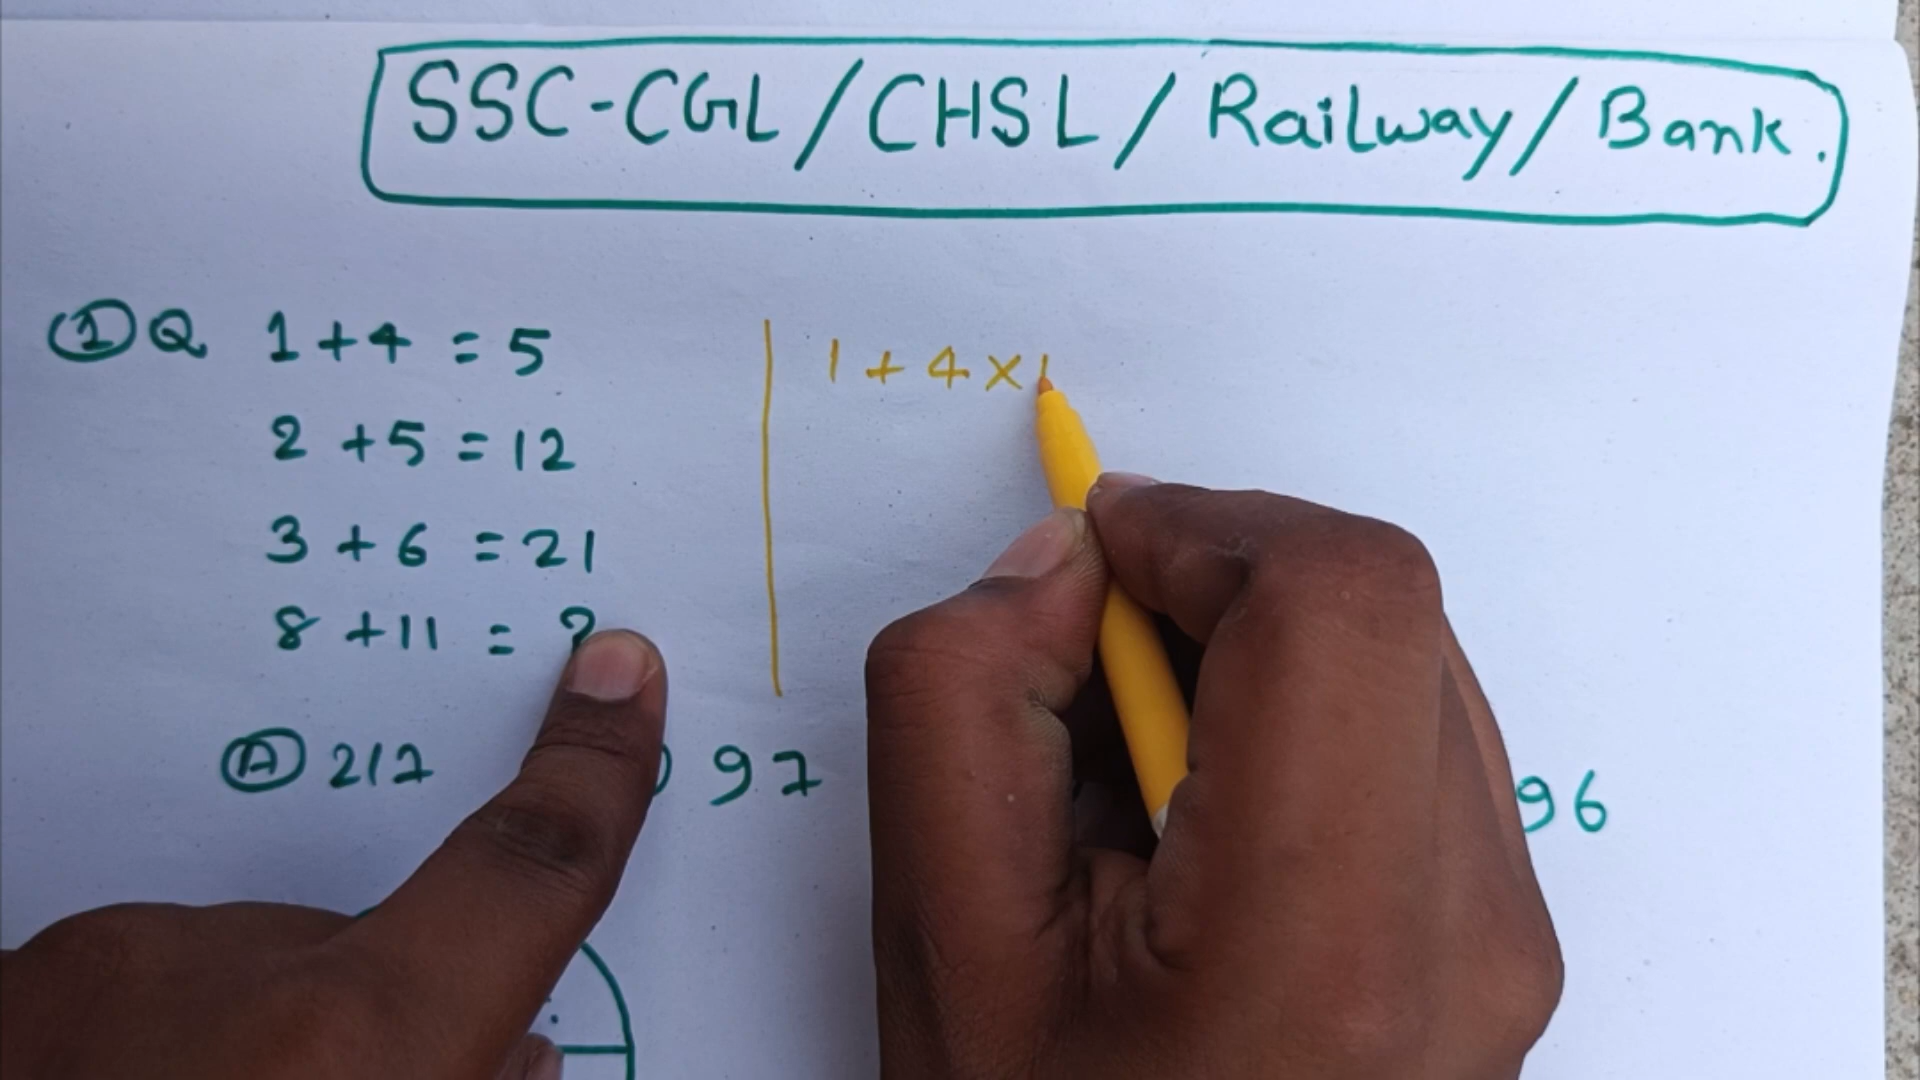 SSC-CGL/CHSL/Railway/Bank.
①Q 1+4=5
2+5=12
3+6=21
8+11=?
1+4×1
Ⓐ 217 97 96